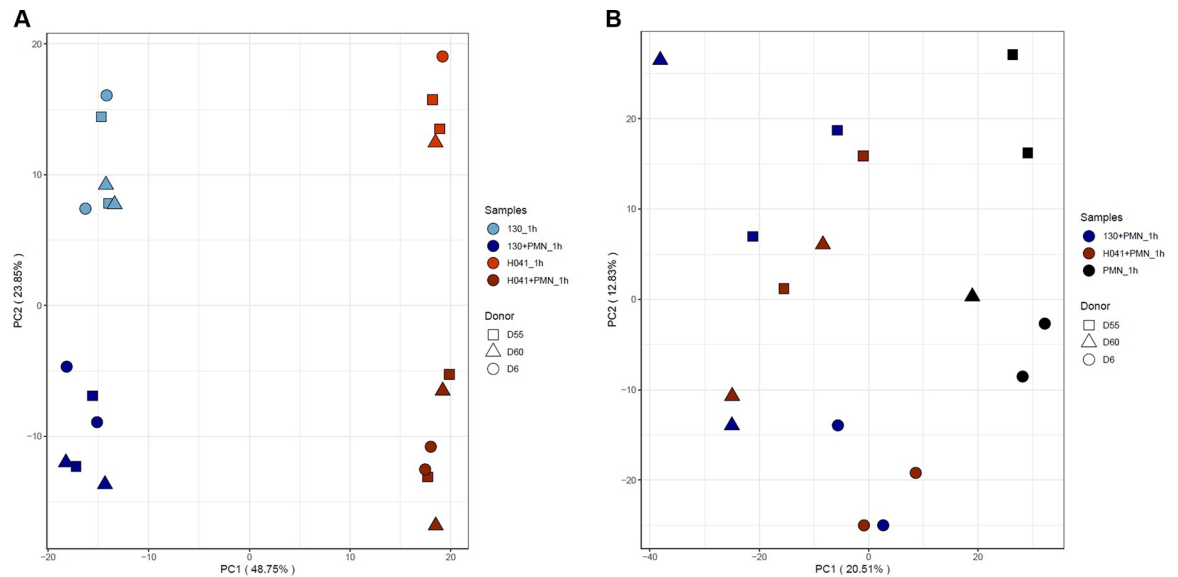 A
20
10
0
−10
−20
−10
0
10
20
PC2 ( 23.85% )
PC1 ( 48.75% )
Samples
130_1h
130+PMN_1h
H041_1h
H041+PMN_1h
Donor
D55
D60
D6
B
20
10
0
−10
−20
−40
−20
0
20
PC2 ( 12.83% )
PC1 ( 20.51% )
Samples
130+PMN_1h
H041+PMN_1h
PMN_1h
Donor
D55
D60
D6